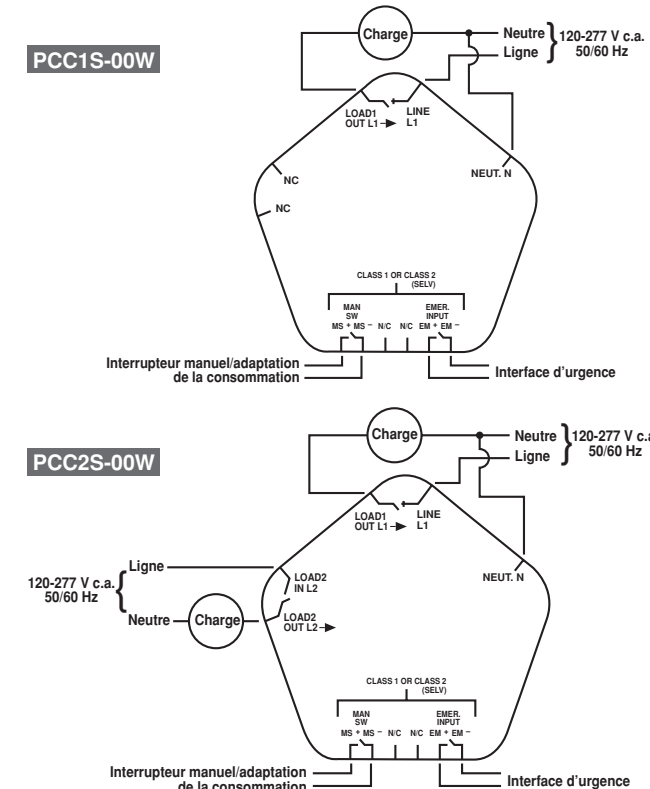 PCC1S-00W
Charge
Neutre
Ligne
120-277 V c.a.
50/60 Hz
LOAD1
OUT L1
LINE
L1
NEUT. N
NC
NC
CLASS 1 OR CLASS 2
(SELV)
MAN
SW
EMER.
INPUT
MS + MS – N/C N/C EM + EM –
Interrupteur manuel/adaptation
de la consommation
Interface d’urgence
PCC2S-00W
Charge
Neutre
Ligne
120-277 V c.a
50/60 Hz
LOAD1
OUT L1
LINE
L1
NEUT. N
Ligne
120-277 V c.a.
50/60 Hz
Neutre
Charge
LOAD2
IN L2
LOAD2
OUT L2
CLASS 1 OR CLASS 2
(SELV)
MAN
SW
EMER.
INPUT
MS + MS – N/C N/C EM + EM –
Interrupteur manuel/adaptation
de la consommation
Interface d’urgence